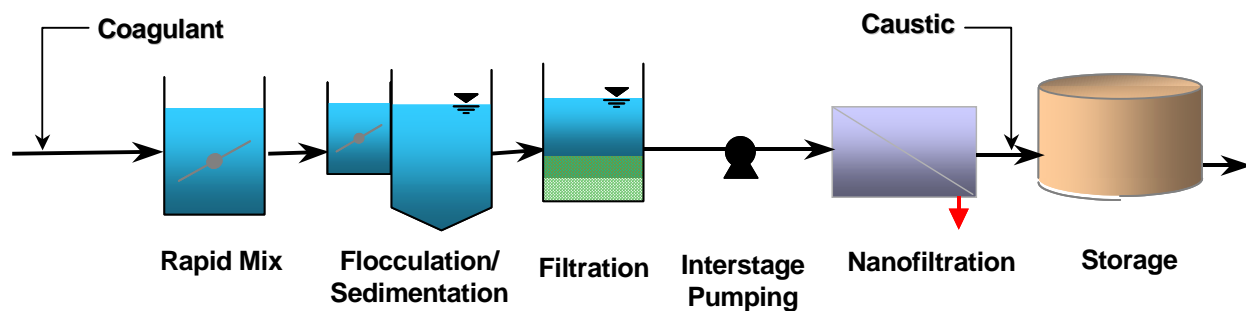 Coagulant
Caustic
Rapid Mix
Flocculation/
Sedimentation
Filtration
Interstage
Pumping
Nanofiltration
Storage